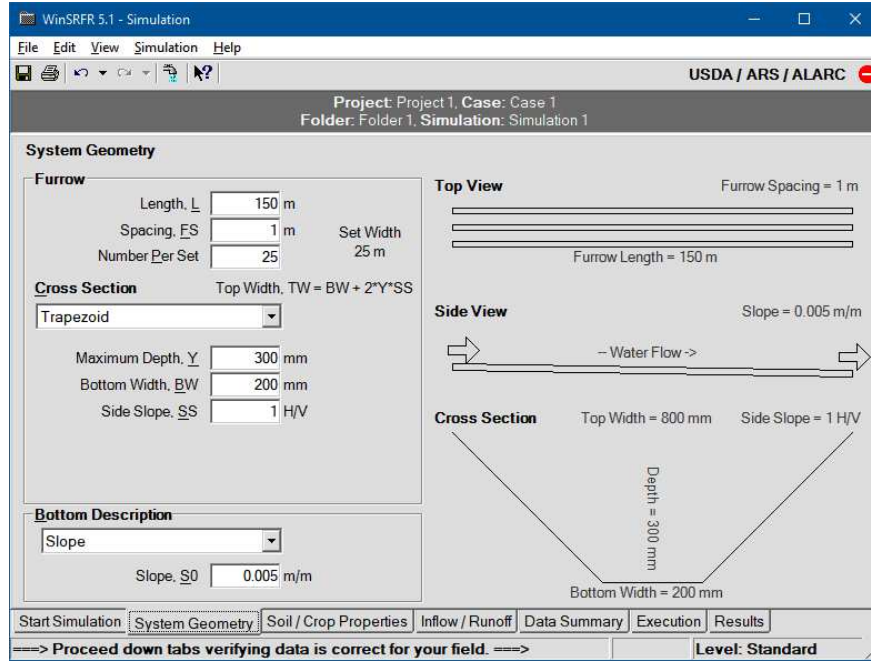 WinSRFR 5.1 - Simulation
File Edit View Simulation Help
USDA / ARS / ALARC
Project: Project 1, Case: Case 1
Folder: Folder 1, Simulation: Simulation 1
System Geometry
Furrow
Length, L 150 m
Spacing, FS 1 m
Number Per Set 25
Set Width
25 m
Cross Section Top Width, TW = BW + 2*Y*SS
Trapezoid
Maximum Depth, Y 300 mm
Bottom Width, BW 200 mm
Side Slope, SS 1 H/V
Bottom Description
Slope
Slope, S0 0.005 m/m
Top View Furrow Spacing = 1 m
Furrow Length = 150 m
Side View Slope = 0.005 m/m
-- Water Flow ->
Cross Section Top Width = 800 mm Side Slope = 1 H/V
Depth = 300 mm
Bottom Width = 200 mm
Start Simulation System Geometry Soil / Crop Properties Inflow / Runoff Data Summary Execution Results
===> Proceed down tabs verifying data is correct for your field. ===> Level: Standard